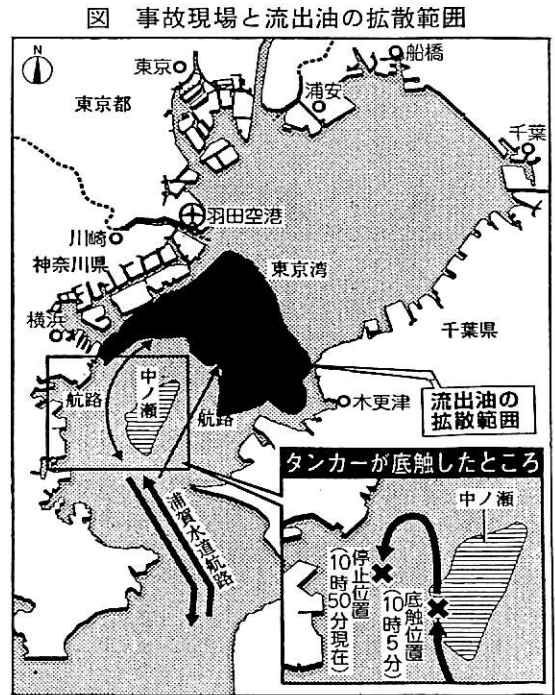 図 事故現場と流出油の拡散範囲
N
東京
船橋
東京都
浦安
千葉
羽田空港
川崎
神奈川県
東京湾
横浜
千葉県
航路
中ノ瀬
航路
木更津
流出油の
拡散範囲
浦賀水道航路
タンカーが底触したところ
中ノ瀬
停止位置
(10時50分現在)
底触位置
(10時5分)